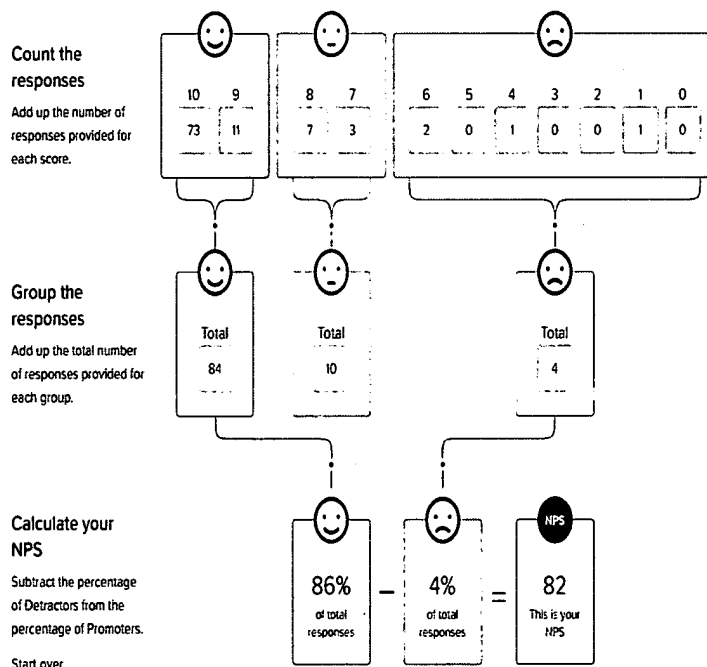 Count the
responses
Add up the number of
responses provided for
each score.
10 9
73 11
8 7
7 3
6 5 4 3 2 1 0
2 0 1 0 0 1 0
Group the
responses
Add up the total number
of responses provided for
each group.
Total
84
Total
10
Total
4
Calculate your
NPS
Subtract the percentage
of Detractors from the
percentage of Promoters.
Start over
86%
of total
responses
-
4%
of total
responses
=
NPS
82
This is your
NPS